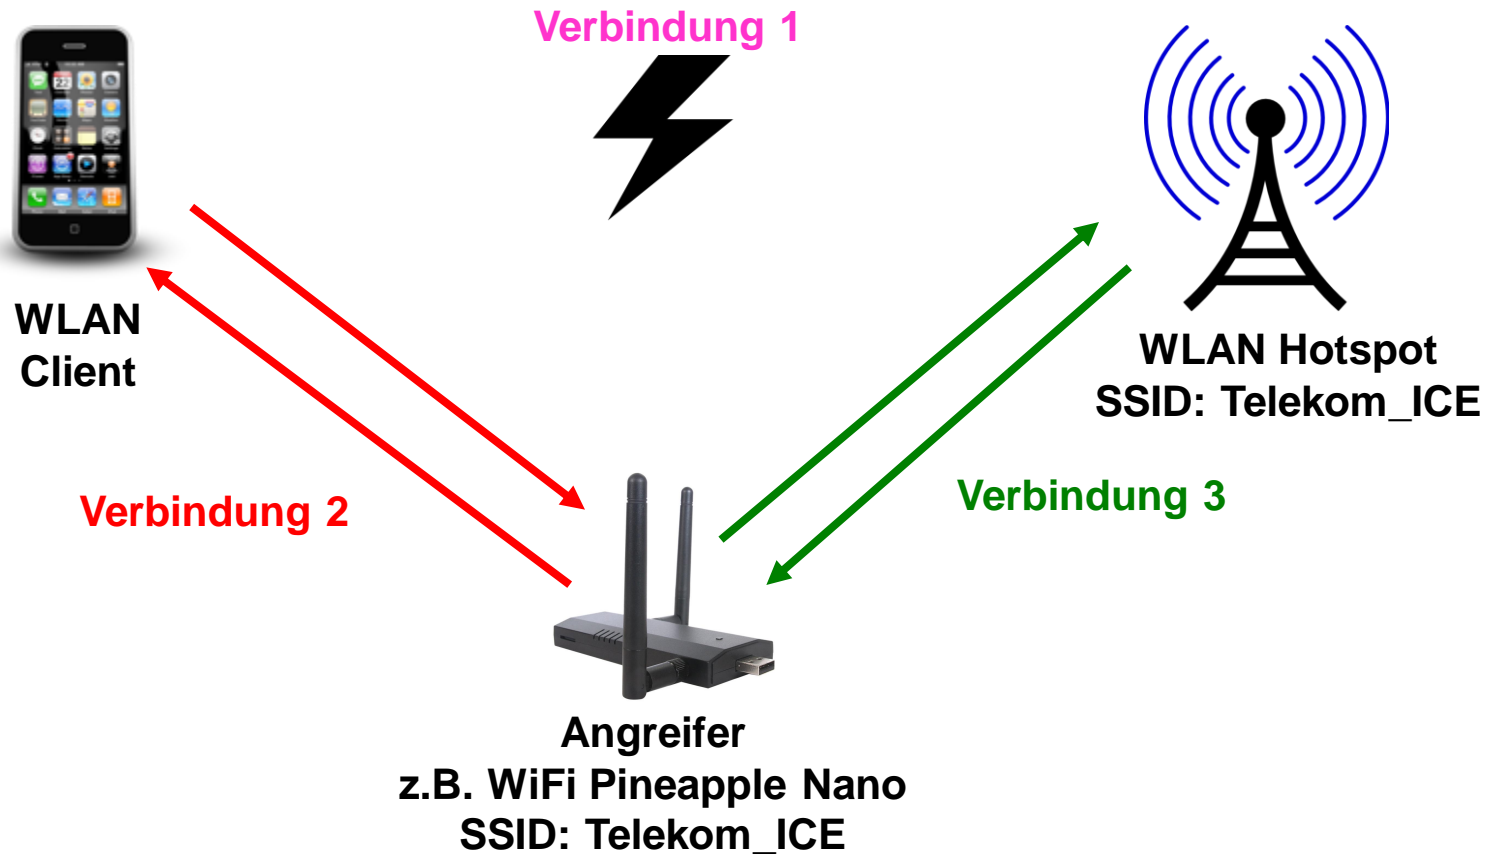 Verbindung 1
WLAN
Client
WLAN Hotspot
SSID: Telekom_ICE
Verbindung 2
Verbindung 3
Angreifer
z.B. WiFi Pineapple Nano
SSID: Telekom_ICE